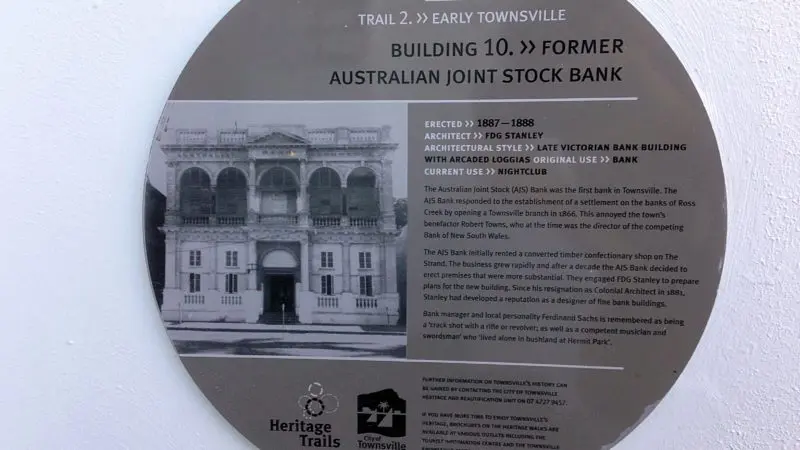 TRAIL 2. >> EARLY TOWNSVILLE
BUILDING 10. >> FORMER
AUSTRALIAN JOINT STOCK BANK
ERECTED >> 1887—1888
ARCHITECT >> FDG STANLEY
ARCHITECTURAL STYLE >> LATE VICTORIAN BANK BUILDING
WITH ARCADED LOGGIAS ORIGINAL USE >> BANK
CURRENT USE >> NIGHTCLUB
The Australian Joint Stock (AJS) Bank was the first bank in Townsville. The
AJS Bank responded to the establishment of a settlement on the banks of Ross
Creek by opening a Townsville branch in 1866. This annoyed the town's
benefactor Robert Towns, who at the time was the director of the competing
Bank of New South Wales.
The AJS Bank initially rented a converted timber confectionary shop on The
Strand. The business grew rapidly and after a decade the AJS Bank decided to
erect premises that were more substantial. They engaged FDG Stanley to prepare
plans for the new building. Since his resignation as Colonial Architect in 1881,
Stanley had developed a reputation as a designer of fine bank buildings.
Bank manager and local personality Ferdinand Sachs is remembered as being
a 'crack shot with a rifle or revolver; as well as a competent musician and
swordsman' who 'lived alone in bushland at Hermit Park'.
FURTHER INFORMATION ON TOWNSVILLE'S HISTORY CAN
BE GAINED BY CONTACTING THE CITY OF TOWNSVILLE
HERITAGE AND BEAUTIFICATION UNIT ON 07 4727 9457.
IF YOU HAVE MORE TIME TO ENJOY TOWNSVILLE'S
HERITAGE, BROCHURES ON THE HERITAGE WALKS ARE
AVAILABLE AT VARIOUS OUTLETS INCLUDING THE
TOURIST INFORMATION CENTRE AND THE TOWNSVILLE
Heritage
Trails
City of
Townsville